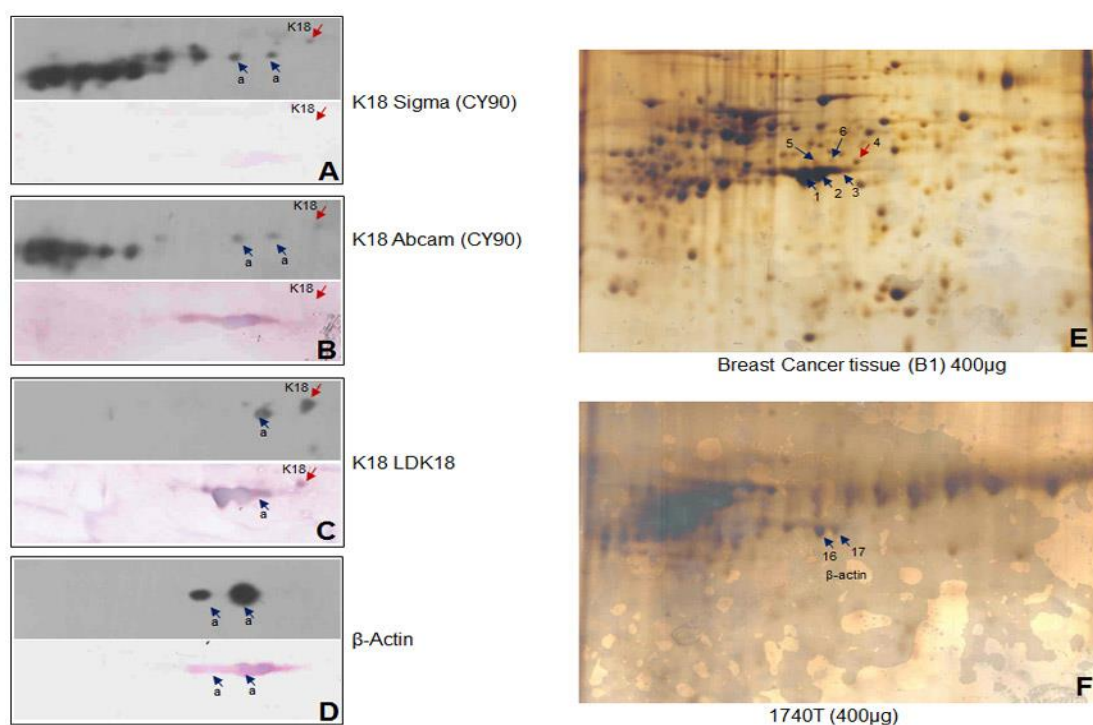 K18
a a
K18
A
K18 Sigma (CY90)
K18
a a
K18
B
K18 Abcam (CY90)
K18
a
K18
a
C
K18 LDK18
a a
a a
D
β-Actin
5 6 4
1 2 3
E
Breast Cancer tissue (B1) 400µg
16 17
β-actin
F
1740T (400µg)